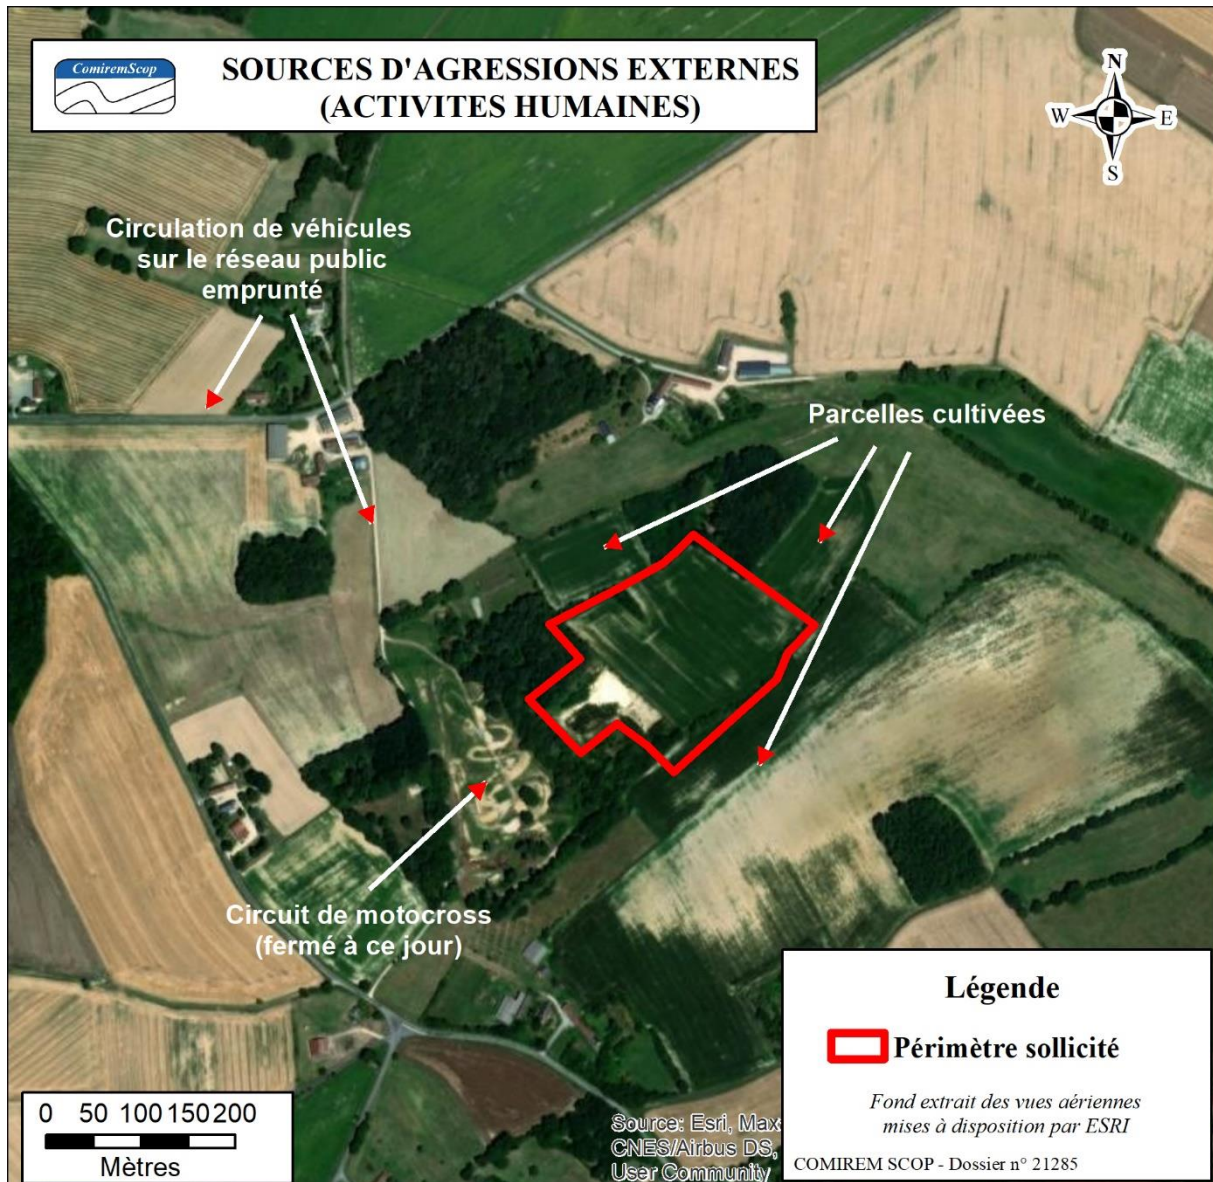 ComiremScop
SOURCES D'AGRESSIONS EXTERNES
(ACTIVITES HUMAINES)
N
W
E
S
Circulation de véhicules
sur le réseau public
emprunté
Parcelles cultivées
Circuit de motocross
(fermé à ce jour)
Légende
Périmètre sollicité
Fond extrait des vues aériennes
mises à disposition par ESRI
COMIREM SCOP - Dossier n° 21285
0 50 100 150 200
Mètres
Source: Esri, Max
CNES/Airbus DS,
User Community